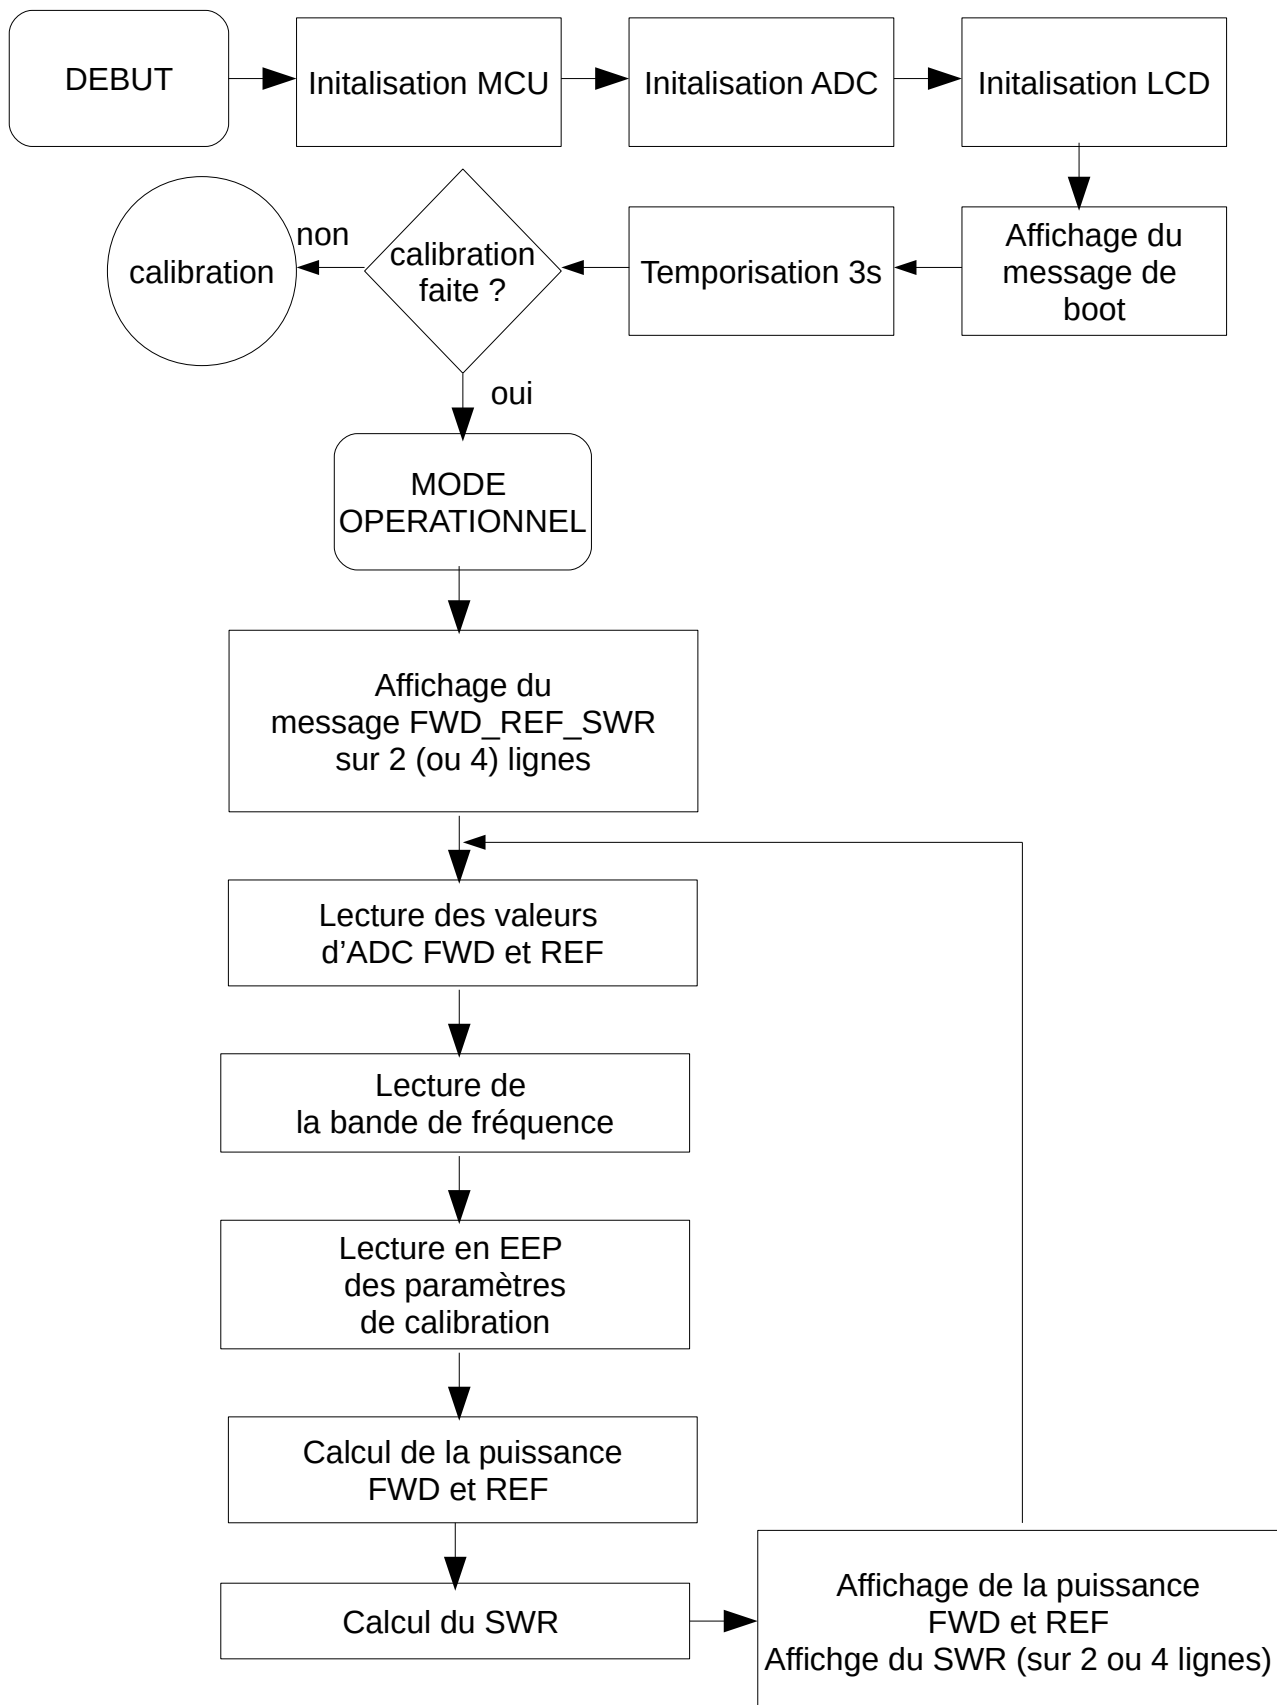 DEBUT
Initalisation MCU
Initalisation ADC
Initalisation LCD
Affichage du
message de
boot
Temporisation 3s
calibration
faite ?
non
calibration
oui
MODE
OPERATIONNEL
Affichage du
message FWD_REF_SWR
sur 2 (ou 4) lignes
Lecture des valeurs
d’ADC FWD et REF
Lecture de
la bande de fréquence
Lecture en EEP
des paramètres
de calibration
Calcul de la puissance
FWD et REF
Calcul du SWR
Affichage de la puissance
FWD et REF
Affichge du SWR (sur 2 ou 4 lignes)